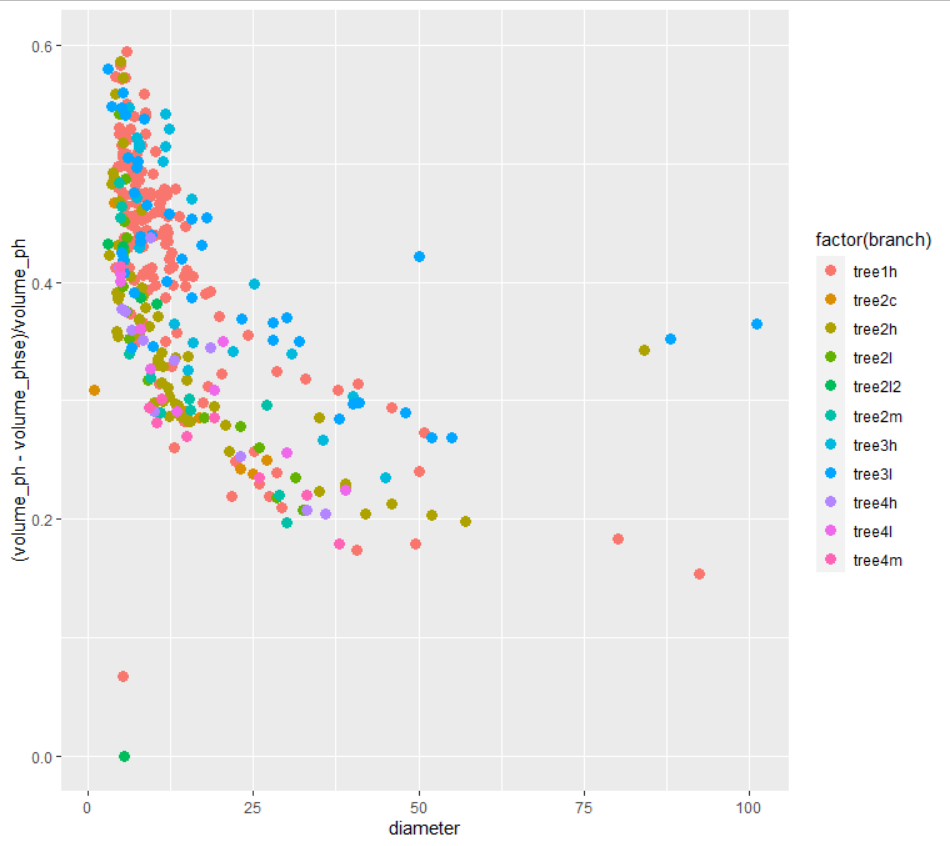 0.6
0.4
0.2
0.0
(volume_ph - volume_phse)/volume_ph
0
25
50
75
100
diameter
factor(branch)
tree1h
tree2c
tree2h
tree2l
tree2l2
tree2m
tree3h
tree3l
tree4h
tree4l
tree4m